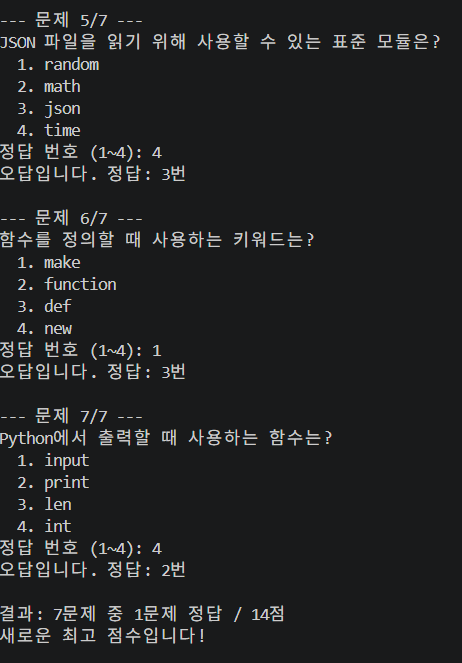 --- 문제 5/7 ---
JSON 파일을 읽기 위해 사용할 수 있는 표준 모듈은?
1. random
2. math
3. json
4. time
정답 번호 (1~4): 4
오답입니다. 정답: 3번
--- 문제 6/7 ---
함수를 정의할 때 사용하는 키워드는?
1. make
2. function
3. def
4. new
정답 번호 (1~4): 1
오답입니다. 정답: 3번
--- 문제 7/7 ---
Python에서 출력할 때 사용하는 함수는?
1. input
2. print
3. len
4. int
정답 번호 (1~4): 4
오답입니다. 정답: 2번
결과: 7문제 중 1문제 정답 / 14점
새로운 최고 점수입니다!